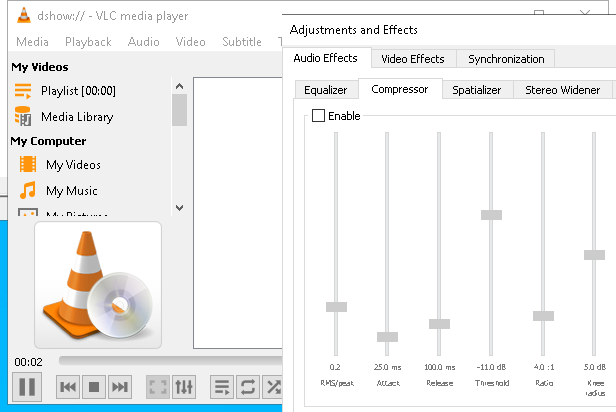 dshow:// - VLC media player
Media Playback Audio Video Subtitle
My Videos
Playlist [00:00]
Media Library
My Computer
My Videos
My Music
My Pictures
00:02
Adjustments and Effects
Audio Effects Video Effects Synchronization
Equalizer Compressor Spatializer Stereo Widener
Enable
0.2 25.0 ms 100.0 ms -11.0 dB 4.0 :1 5.0 dB
RMS/peak Attack Release Threshold Ratio Knee
radius